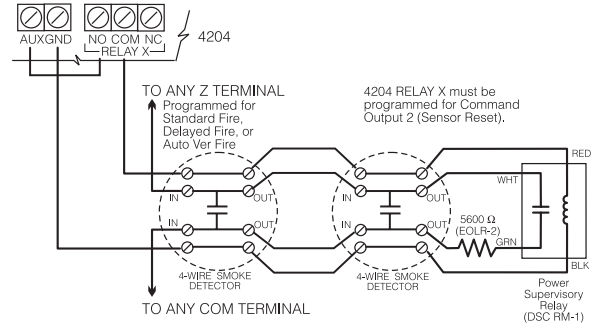 AUX GND
NO COM NC
RELAY X
4204
TO ANY Z TERMINAL
Programmed for
Standard Fire,
Delayed Fire, or
Auto Ver Fire
4204 RELAY X must be
programmed for Command
Output 2 (Sensor Reset).
RED
WHT
IN
OUT
IN
OUT
IN
OUT
IN
OUT
5600 Ω
(EOLR-2)
GRN
BLK
4-WIRE SMOKE
DETECTOR
4-WIRE SMOKE
DETECTOR
Power
Supervisory
Relay
(DSC RM-1)
TO ANY COM TERMINAL